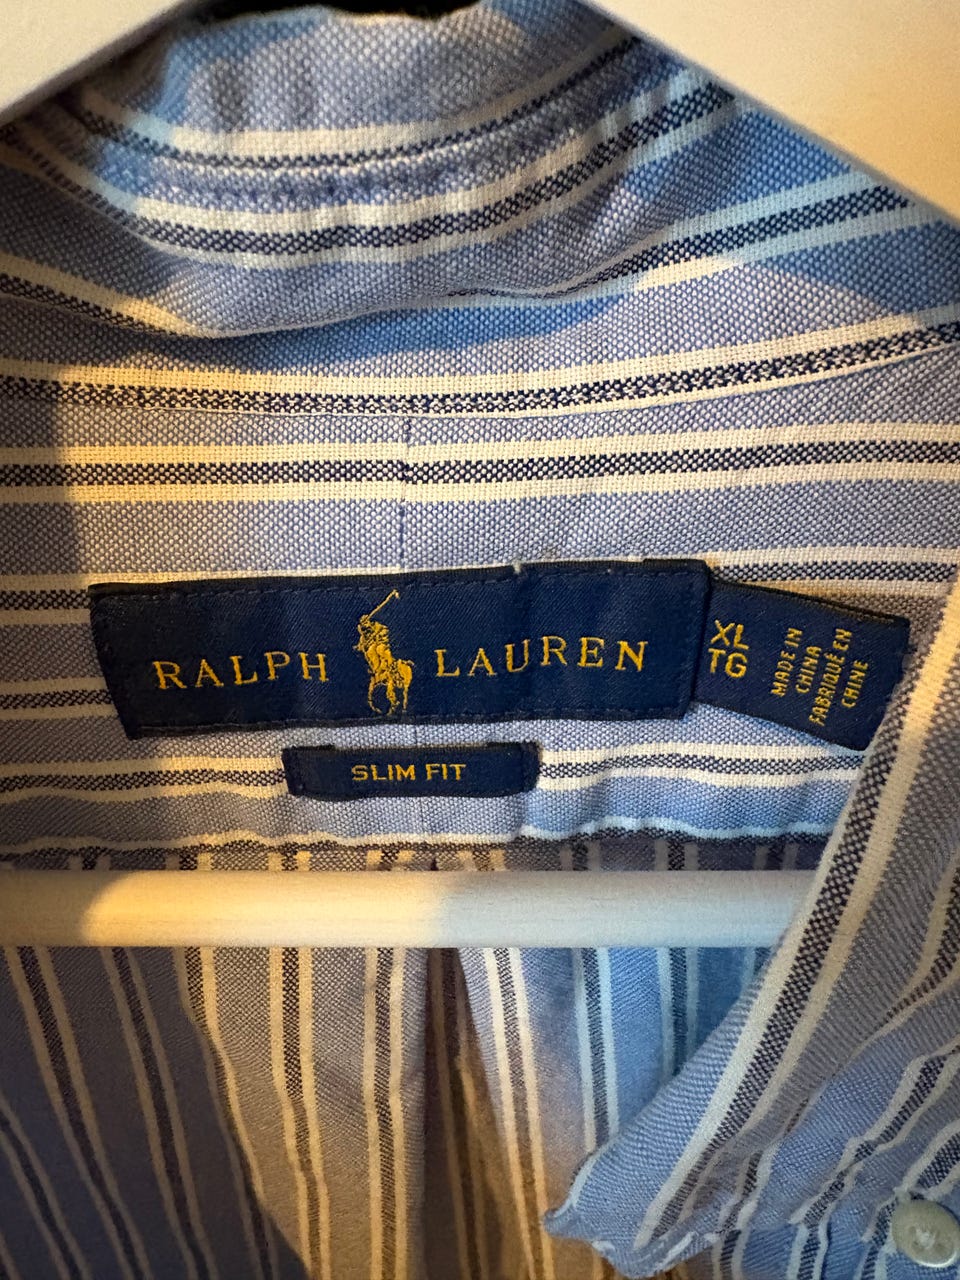 RALPH LAUREN
SLIM FIT
XL
TG
MADE IN
CHINA
FABRIQUÉ EN
CHINE